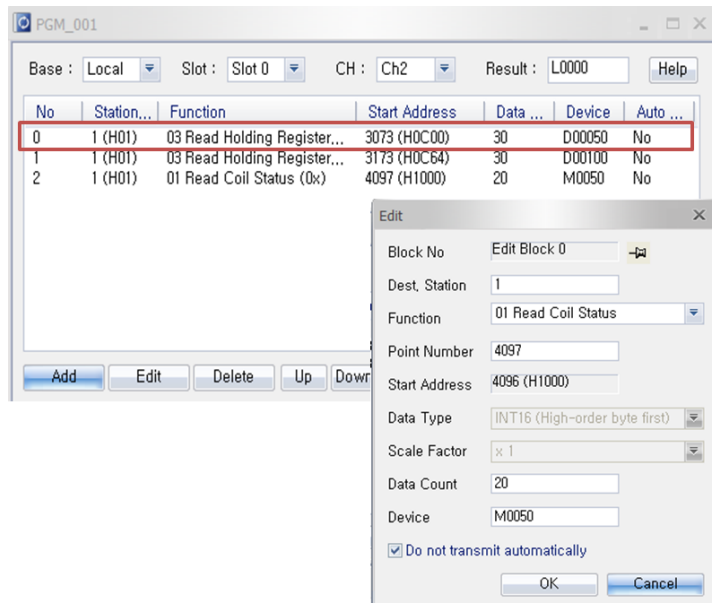 PGM_001
Base : Local Slot : Slot 0 CH : Ch2 Result : L0000 Help
No Station... Function Start Address Data ... Device Auto ...
0 1 (H01) 03 Read Holding Register... 3073 (H0C00) 30 D00050 No
1 1 (H01) 03 Read Holding Register... 3173 (H0C64) 30 D00100 No
2 1 (H01) 01 Read Coil Status (0x) 4097 (H1000) 20 M0050 No
Add Edit Delete Up
Edit
Block No Edit Block 0
Dest. Station 1
Function 01 Read Coil Status
Point Number 4097
Start Address 4096 (H1000)
Data Type INT16 (High-order byte first)
Scale Factor x 1
Data Count 20
Device M0050
Do not transmit automatically
OK Cancel